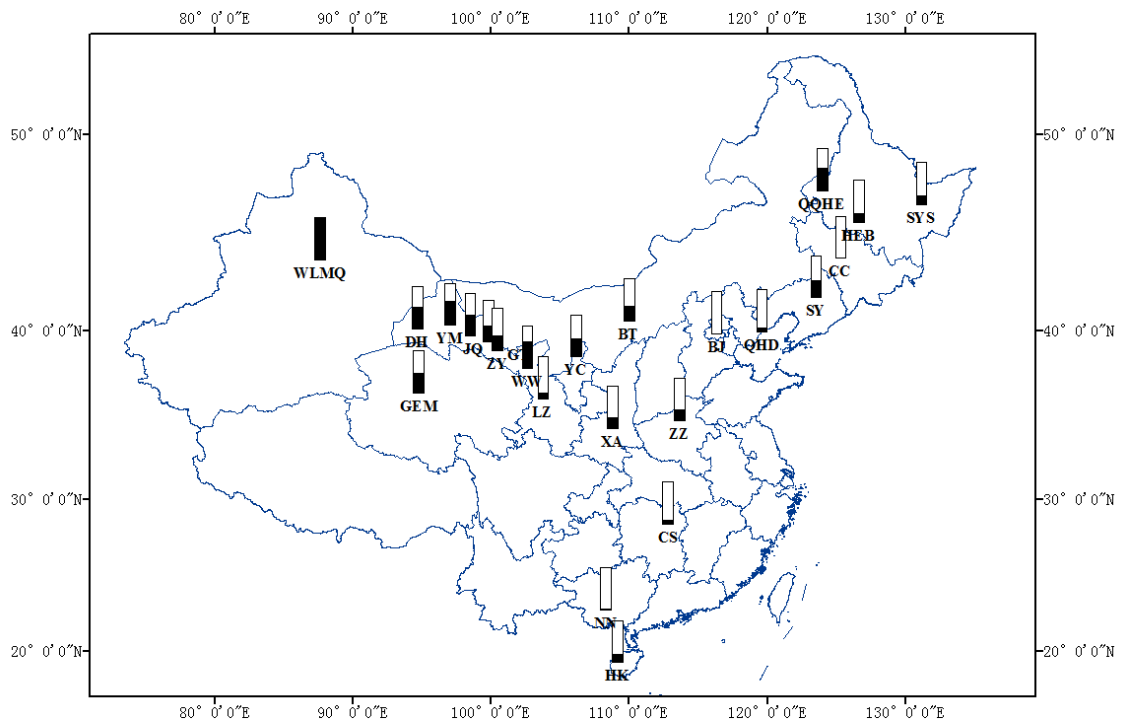 80° 0'0"E 90° 0'0"E 100° 0'0"E 110° 0'0"E 120° 0'0"E 130° 0'0"E
50° 0'0"N 50° 0'0"N
QQHE
SYS
HEB
WLMQ
CC
SY
40° 0'0"N 40° 0'0"N
DH
YM
JQ
ZY
G
WW
YC
BT
BJ
QHD
GEM
LZ
XA
ZZ
30° 0'0"N 30° 0'0"N
CS
NN
20° 0'0"N 20° 0'0"N
HK
80° 0'0"E 90° 0'0"E 100° 0'0"E 110° 0'0"E 120° 0'0"E 130° 0'0"E